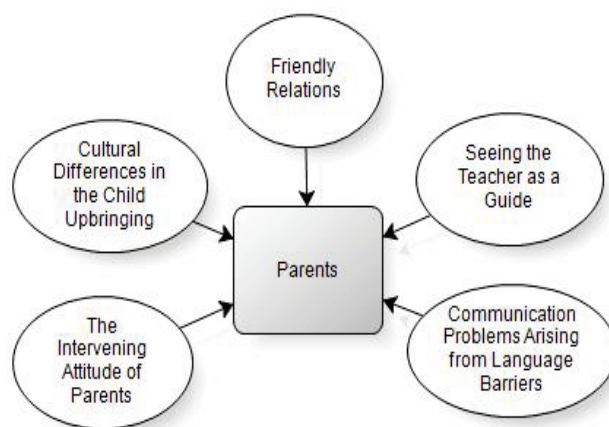 Friendly
Relations
Cultural
Differences in
the Child
Upbringing
Seeing the
Teacher as a
Guide
Parents
The
Intervening
Attitude of
Parents
Communication
Problems Arising
from Language
Barriers